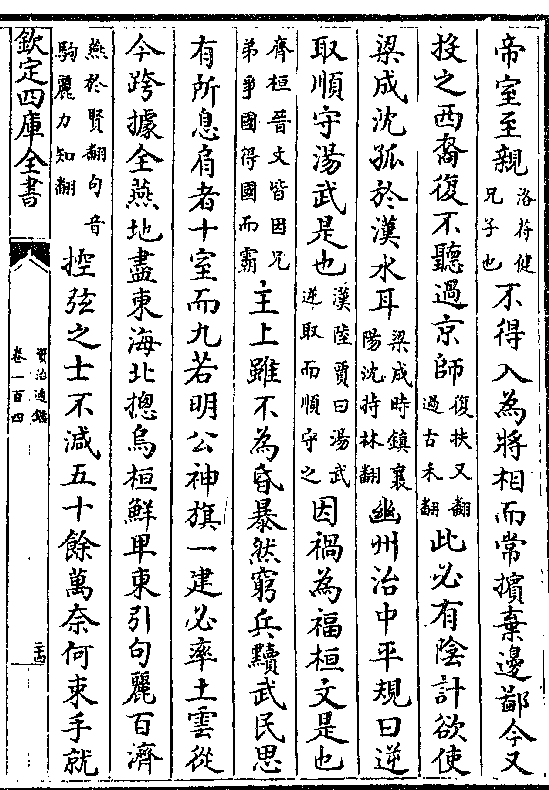 帝室至親洛苻健兄子也不得入為將相而常擯棄邊鄙今又
投之西裔復不聽過京師復扶又翻過古禾翻此必有陰計欲使
梁成沈孤於漢水耳梁成時鎮襄陽沈持林翻幽州治中平規曰逆
取順守湯武是也漢陸賈曰湯武逆取而順守之因禍為福桓文是也
齊桓晉文皆因兄弟爭國得國而霸主上雖不為昏暴然窮兵黷武民思
有所息肩者十室而九若明公神旗一建必率土雲從
今跨據全燕地盡東海北揔烏桓鮮卑東引句麗百濟
燕於賢翻句音駒麗力知翻控弦之士不減五十餘萬奈何束手就
欽定四庫全書
資治通鑑
卷一百四
二十四